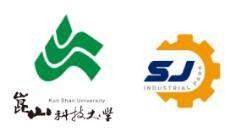 Kun Shan University
崑山科技大學
SJ
INDUSTRIAL